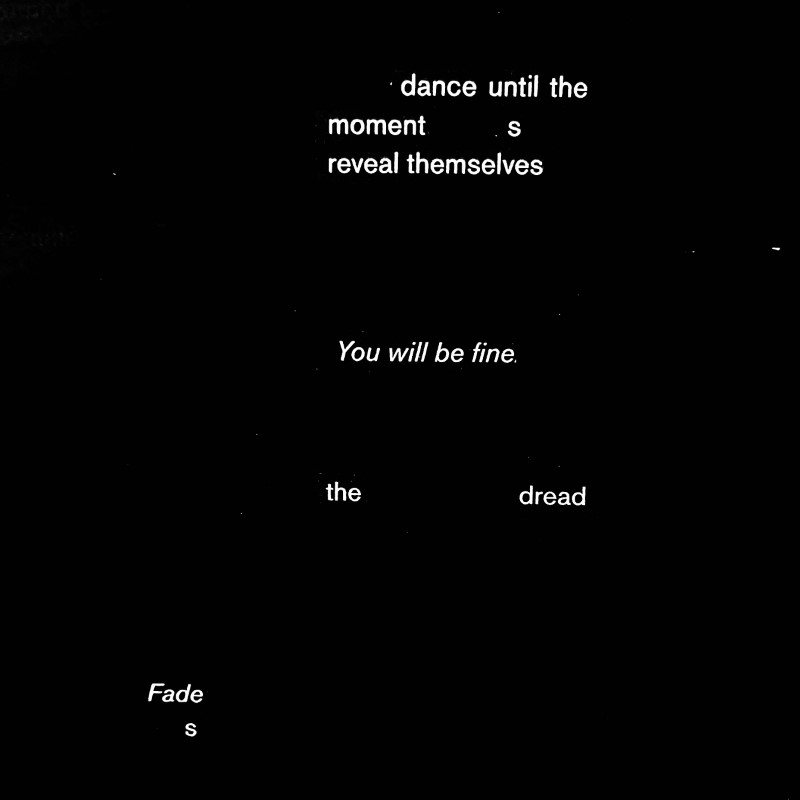 dance until the
moment s
reveal themselves
You will be fine.
the dread
Fade
s